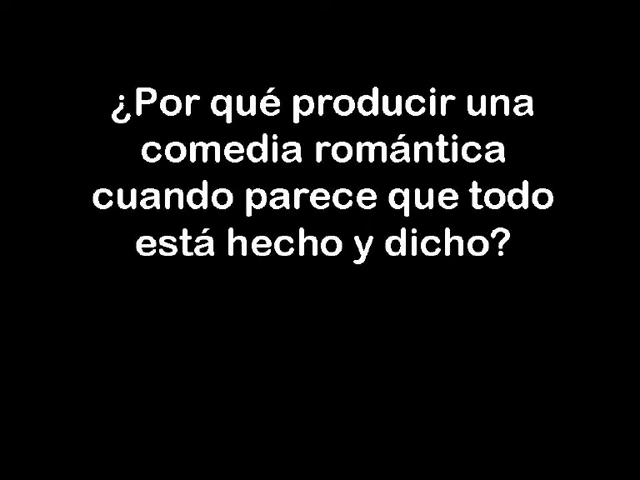 ¿Por qué producir una
comedia romántica
cuando parece que todo
está hecho y dicho?